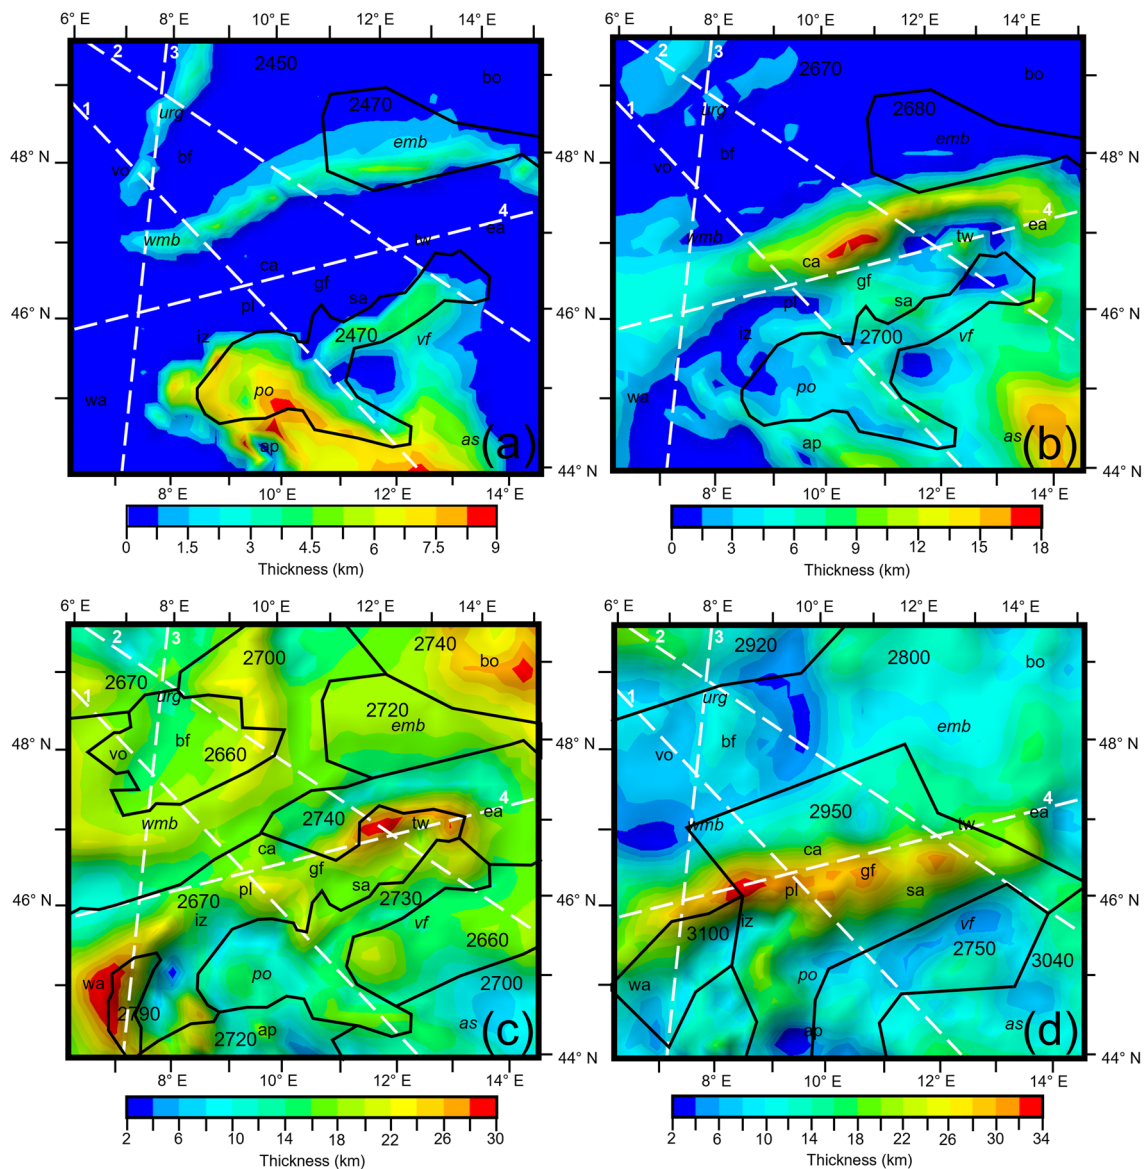 6° E 8° E 10° E 12° E 14° E
2 3 2450 bo
1 2470
urg
48° N vo bf emb
4
wmb tw ea
ca gf
pl sa
46° N iz 2470 vf
po
wa
ap as (a)
44° N
8° E 10° E 12° E 14° E
0 1.5 3 4.5 6 7.5 9
Thickness (km)
6° E 8° E 10° E 12° E 14° E
2 3 2670 bo
1 2680
urg
48° N vo bf emb
4
wmb tw ea
ca gf
pl sa
46° N iz 2700 vf
po
wa
ap as (b)
44° N
8° E 10° E 12° E 14° E
0 3 6 9 12 15 18
Thickness (km)
6° E 8° E 10° E 12° E 14° E
2 3 2700 2740 bo
2670
1 urg 2720
48° N vo bf 2660 emb
4
wmb 2740 tw ea
ca gf
pl sa
46° N 2670 iz 2730 vf
2660
po
wa 2700
2790
2720 ap as (c)
44° N
8° E 10° E 12° E 14° E
2 6 10 14 18 22 26 30
Thickness (km)
6° E 8° E 10° E 12° E 14° E
2 3 2920 2800 bo
1 urg
48° N vo bf emb
4
wmb 2950 tw ea
ca gf
pl sa
46° N iz vf
3100 2750
po 3040
wa
ap as (d)
44° N
8° E 10° E 12° E 14° E
2 6 10 14 18 22 26 30 34
Thickness (km)